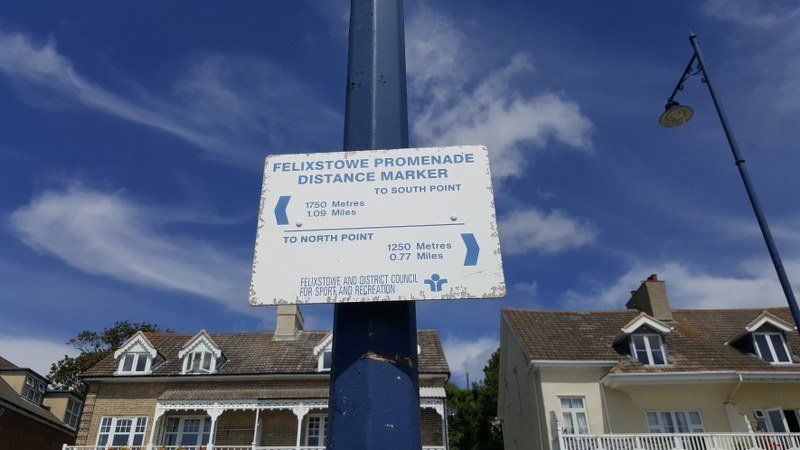 FELIXSTOWE PROMENADE
DISTANCE MARKER
TO SOUTH POINT
1750 Metres
1.09 Miles
TO NORTH POINT
1250 Metres
0.77 Miles
FELIXSTOWE AND DISTRICT COUNCIL
FOR SPORT AND RECREATION